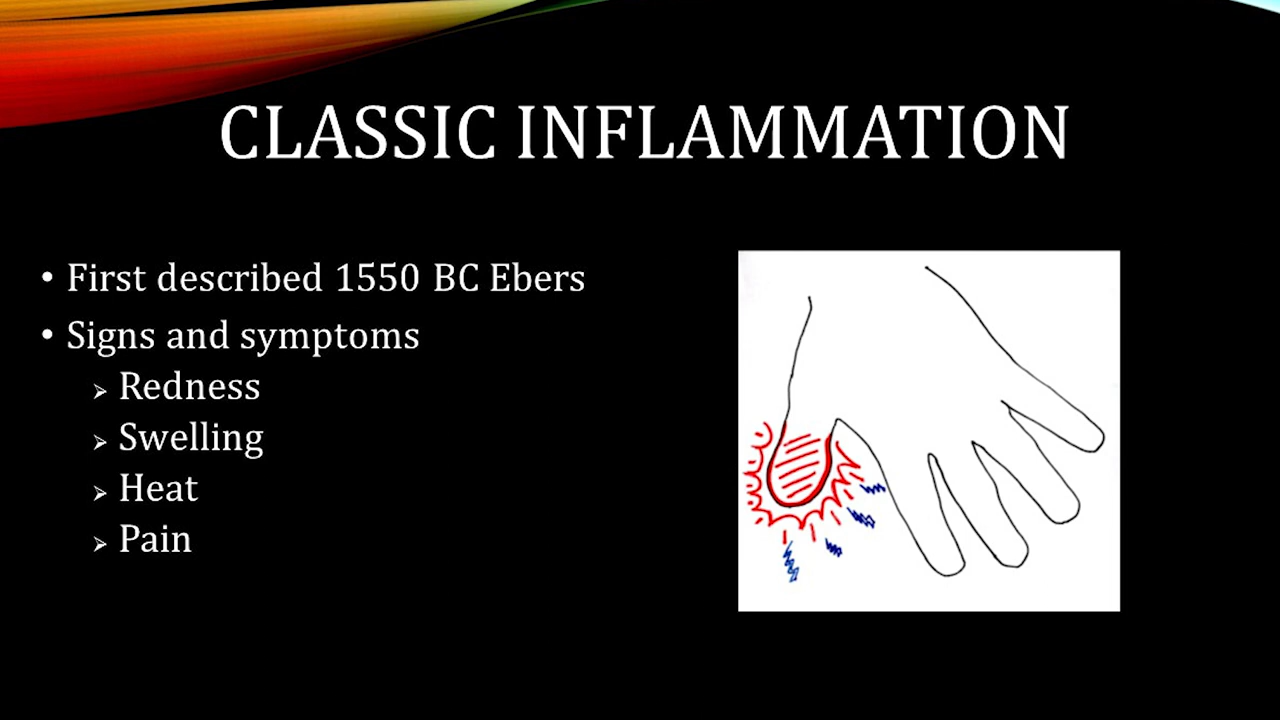 CLASSIC INFLAMMATION
• First described 1550 BC Ebers
• Signs and symptoms
➢ Redness
➢ Swelling
➢ Heat
➢ Pain